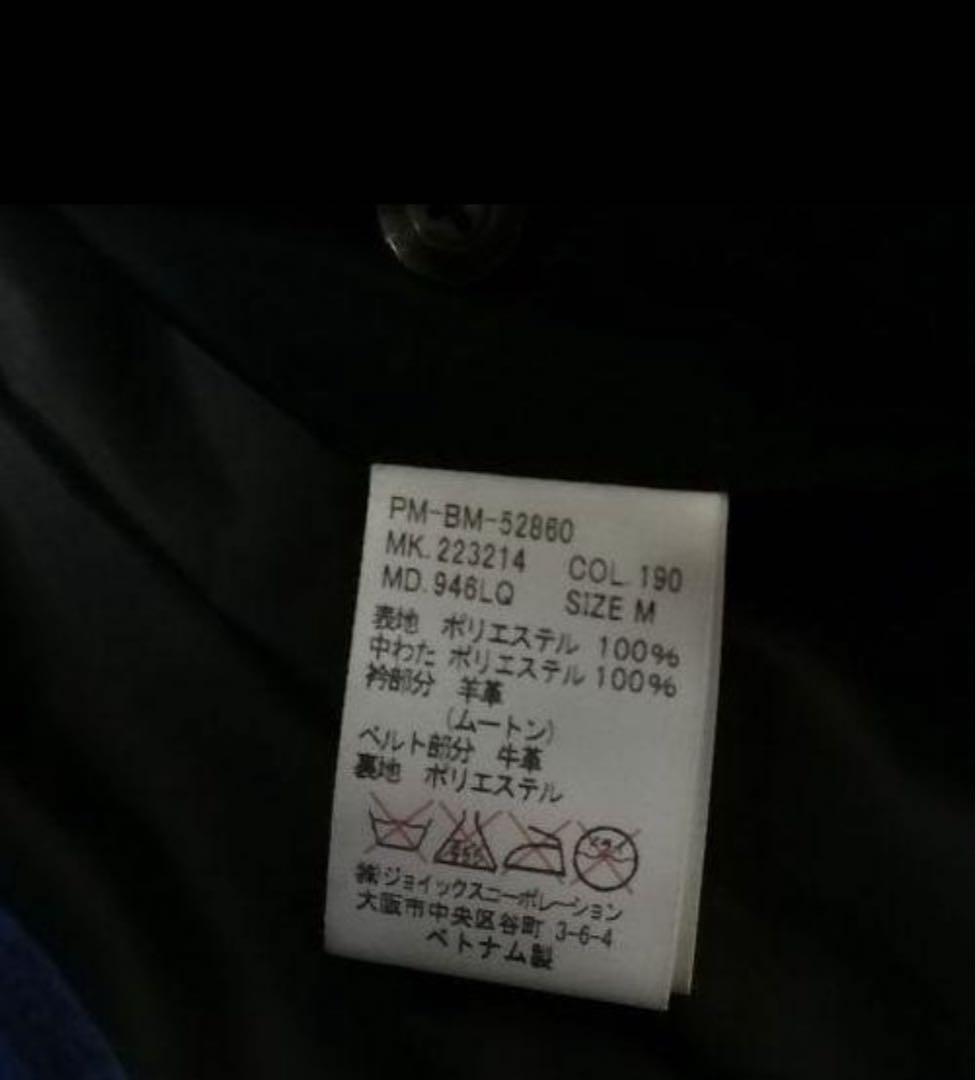 PM-BM-52860
MK.223214 COL.190
MD.946LQ SIZE M
表地 ポリエステル 100%
中わた ポリエステル 100%
衿部分 羊革
(ムートン)
ベルト部分 牛革
裏地 ポリエステル
㈱ジョイックスコーポレーション
大阪市中央区谷町 3-6-4
ベトナム製